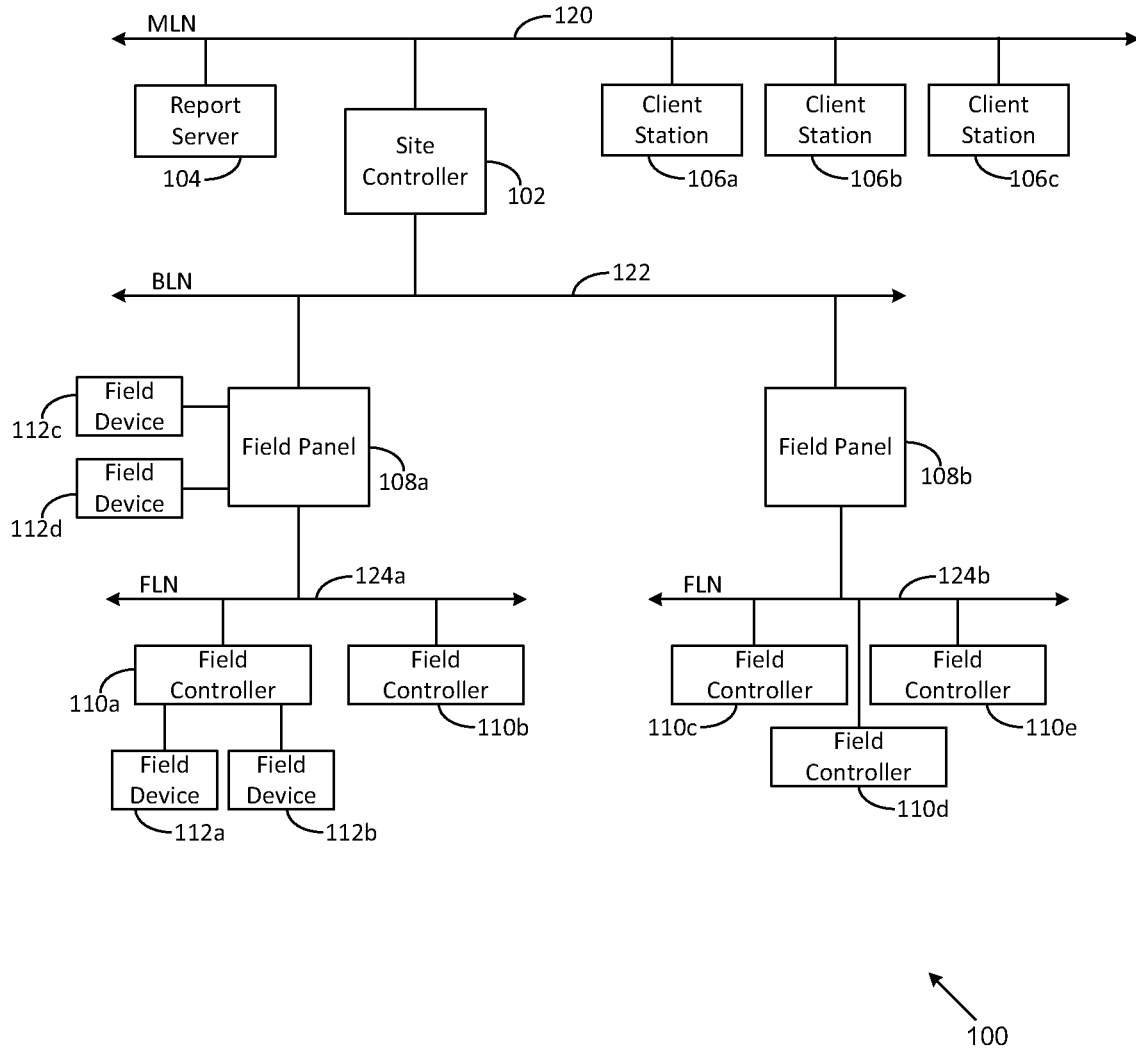 MLN
120
Report
Server
104
Site
Controller
102
Client
Station
106a
Client
Station
106b
Client
Station
106c
BLN
122
Field
Device
112c
Field
Device
112d
Field Panel
108a
Field Panel
108b
FLN
124a
FLN
124b
Field
Controller
110a
Field
Controller
110b
Field
Controller
110c
Field
Controller
110e
Field
Controller
110d
Field
Device
112a
Field
Device
112b
100